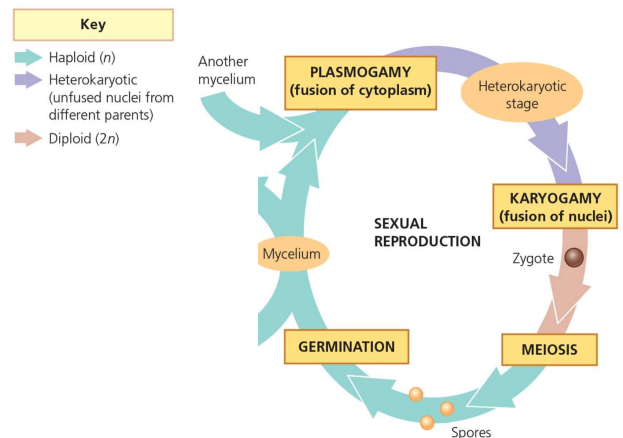 Key
Haploid (n)
Heterokaryotic
(unfused nuclei from
different parents)
Diploid (2n)
Another
mycelium
PLASMOGAMY
(fusion of cytoplasm)
Heterokaryotic
stage
KARYOGAMY
(fusion of nuclei)
SEXUAL
REPRODUCTION
Mycelium
Zygote
GERMINATION
MEIOSIS
Spores